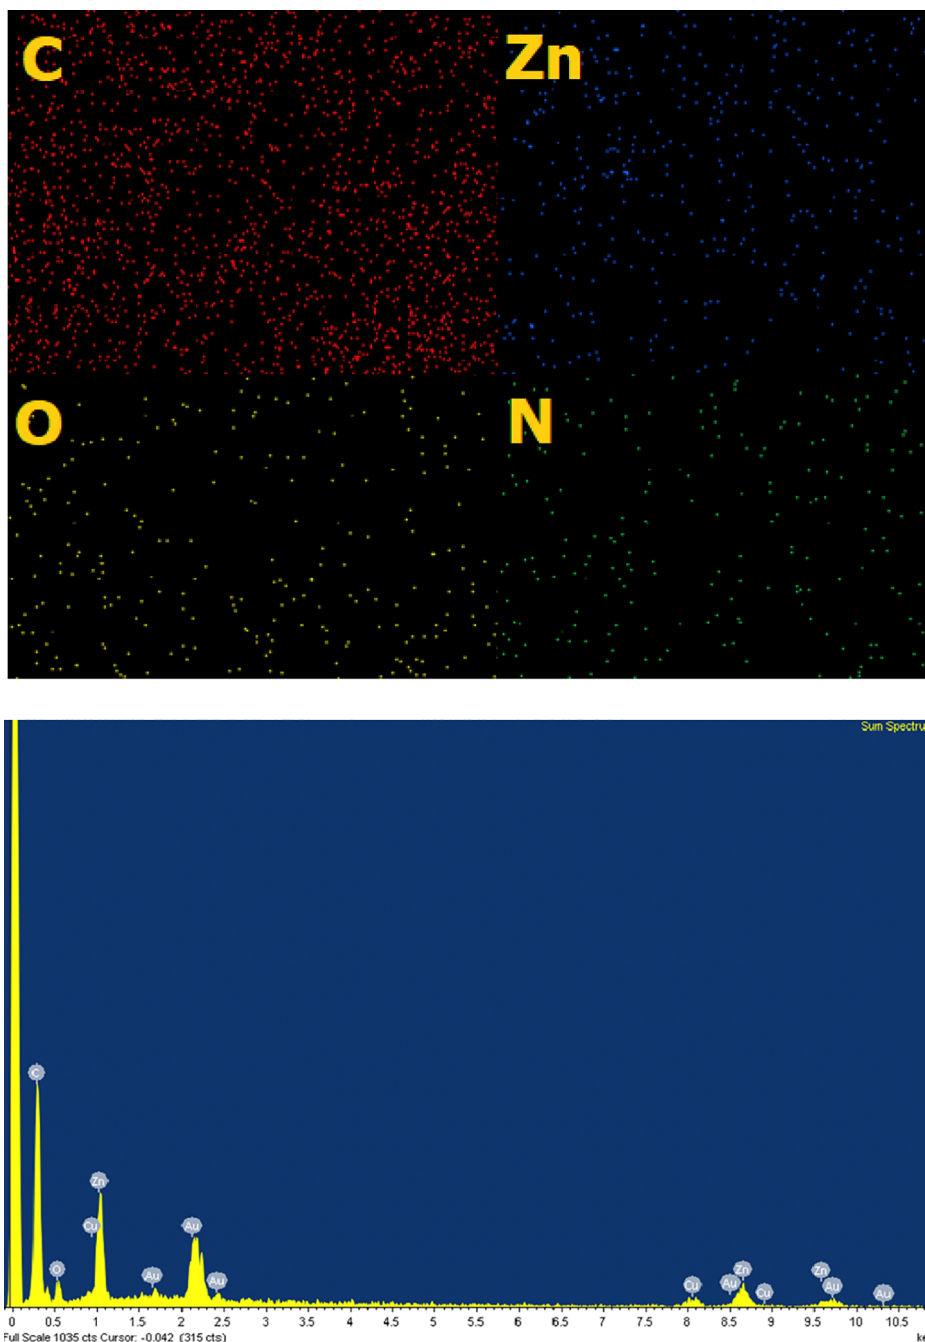 C Zn
O N
Sum Spectru
C
Zn
Cu Au
O Au Au Cu Au Zn Cu Zn Au Au
0 0.5 1 1.5 2 2.5 3 3.5 4 4.5 5 5.5 6 6.5 7 7.5 8 8.5 9 9.5 10 10.5
Full Scale 1035 cts Cursor: -0.042 (315 cts) ke